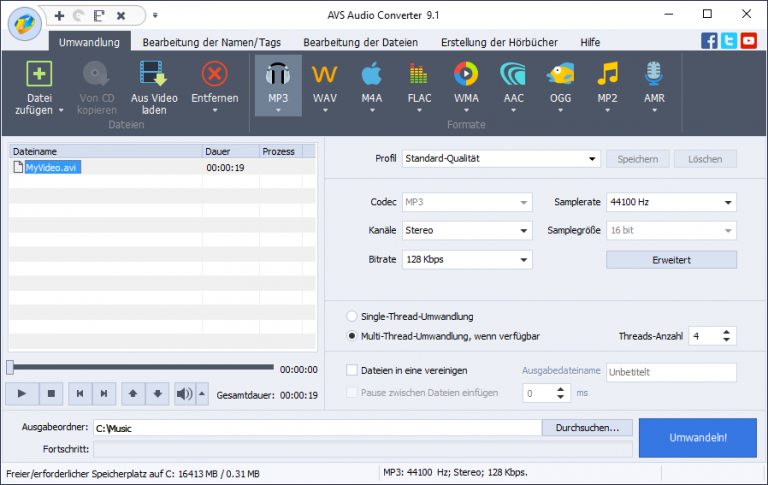 AVS Audio Converter 9.1
Umwandlung Bearbeitung der Namen/Tags Bearbeitung der Dateien Erstellung der Hörbücher Hilfe
Datei zufügen Von CD kopieren Aus Video laden Entfernen MP3 WAV M4A FLAC WMA AAC OGG MP2 AMR
Dateien Formate
Dateiname Dauer Prozess
MyVideo.avi 00:00:19
Profil Standard-Qualität Speichern Löschen
Codec MP3 Samplerate 44100 Hz
Kanäle Stereo Samplegröße 16 bit
Bitrate 128 Kbps Erweitert
Single-Thread-Umwandlung
Multi-Thread-Umwandlung, wenn verfügbar Threads-Anzahl 4
00:00:00
Dateien in eine vereinigen Ausgabedateiname Unbetitelt
Pause zwischen Dateien einfügen 0 ms
Gesamtdauer: 00:00:19
Ausgabeordner: C:\Music Durchsuchen... Umwandeln!
Fortschritt:
Freier/erforderlicher Speicherplatz auf C: 16413 MB / 0.31 MB MP3: 44100 Hz; Stereo; 128 Kbps.